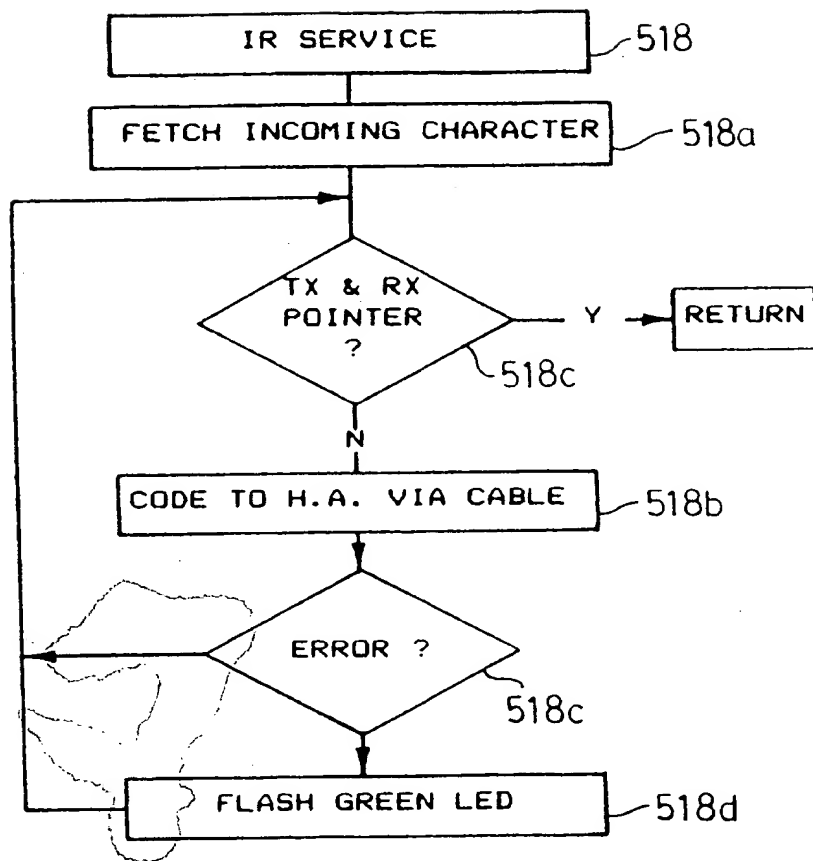 IR SERVICE
518
FETCH INCOMING CHARACTER
518a
TX & RX
POINTER
?
Y
RETURN
518c
N
CODE TO H.A. VIA CABLE
518b
ERROR ?
518c
FLASH GREEN LED
518d